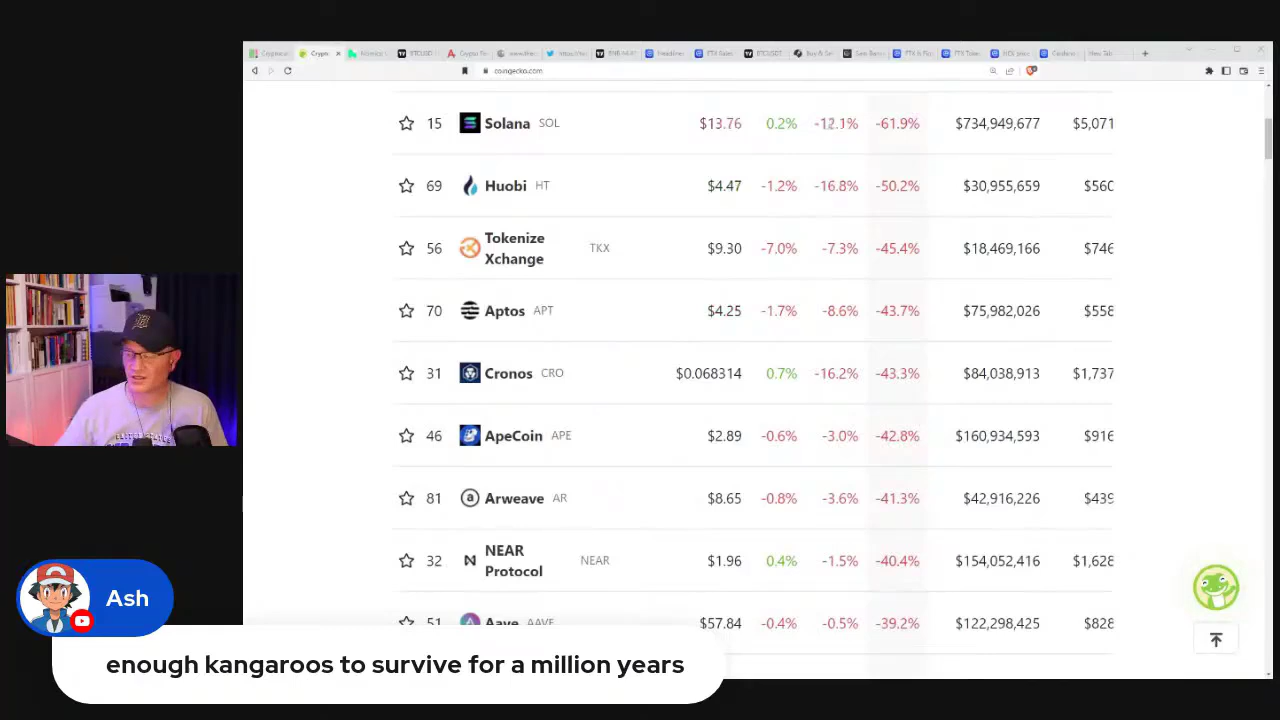 coingecko.com
15 Solana SOL $13.76 0.2% -12.1% -61.9% $734,949,677 $5,071
69 Huobi HT $4.47 -1.2% -16.8% -50.2% $30,955,659 $560
56 Tokenize Xchange TKX $9.30 -7.0% -7.3% -45.4% $18,469,166 $746
70 Aptos APT $4.25 -1.7% -8.6% -43.7% $75,982,026 $558
31 Cronos CRO $0.068314 0.7% -16.2% -43.3% $84,038,913 $1,737
46 ApeCoin APE $2.89 -0.6% -3.0% -42.8% $160,934,593 $916
81 Arweave AR $8.65 -0.8% -3.6% -41.3% $42,916,226 $439
32 NEAR Protocol NEAR $1.96 0.4% -1.5% -40.4% $154,052,416 $1,628
51 Aave AAVE $57.84 -0.4% -0.5% -39.2% $122,298,425 $828
Ash
enough kangaroos to survive for a million years